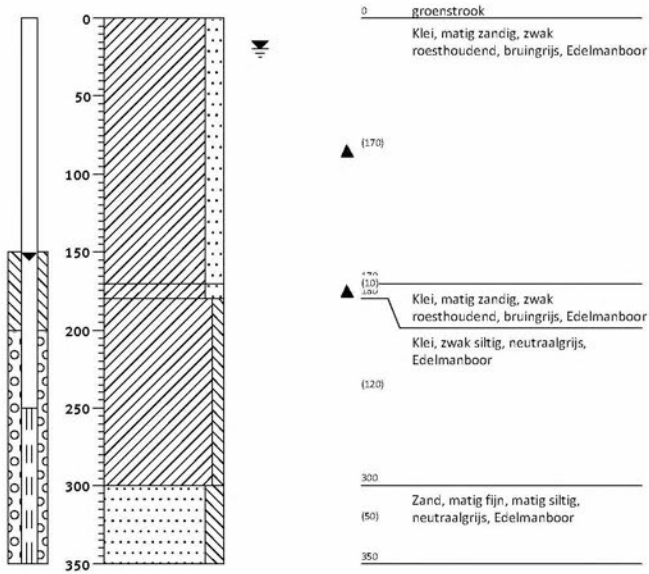 0
50
100
150
200
250
300
350
0 groenstrook
Klei, matig zandig, zwak
roesthoudend, bruingrijs, Edelmanboor
(170)
170
(10)
180
Klei, matig zandig, zwak
roesthoudend, bruingrijs, Edelmanboor
Klei, zwak siltig, neutraalgrijs,
Edelmanboor
(120)
300
Zand, matig fijn, matig siltig,
neutraalgrijs, Edelmanboor
(50)
350